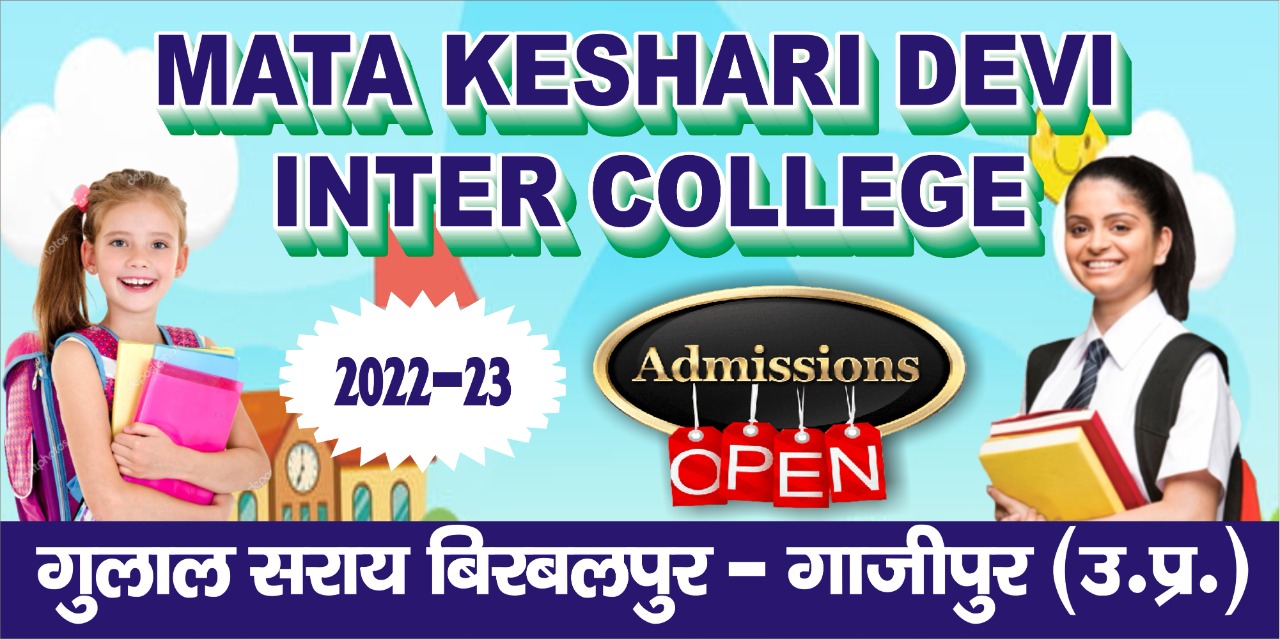 MATA KESHARI DEVI
INTER COLLEGE
2022-23
Admissions
OPEN
गुलाल सराय बिरबलपुर - गाजीपुर (उ.प्र.)